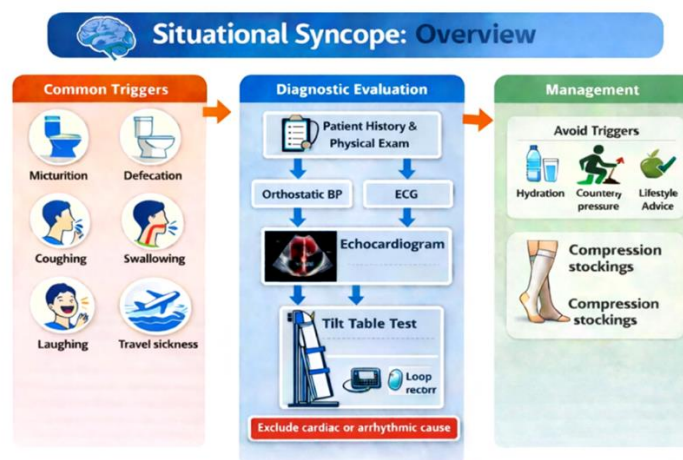 Situational Syncope: Overview
Common Triggers
Micturition
Defecation
Coughing
Swallowing
Laughing
Travel sickness
Diagnostic Evaluation
Patient History &
Physical Exam
Orthostatic BP
ECG
Echocardiogram
Tilt Table Test
Loop
recorr
Exclude cardiac or arrhythmic cause
Management
Avoid Triggers
Hydration
Counterŋ
pressure
Lifestyle
Advice
Compression
stockings
Compression
stockings